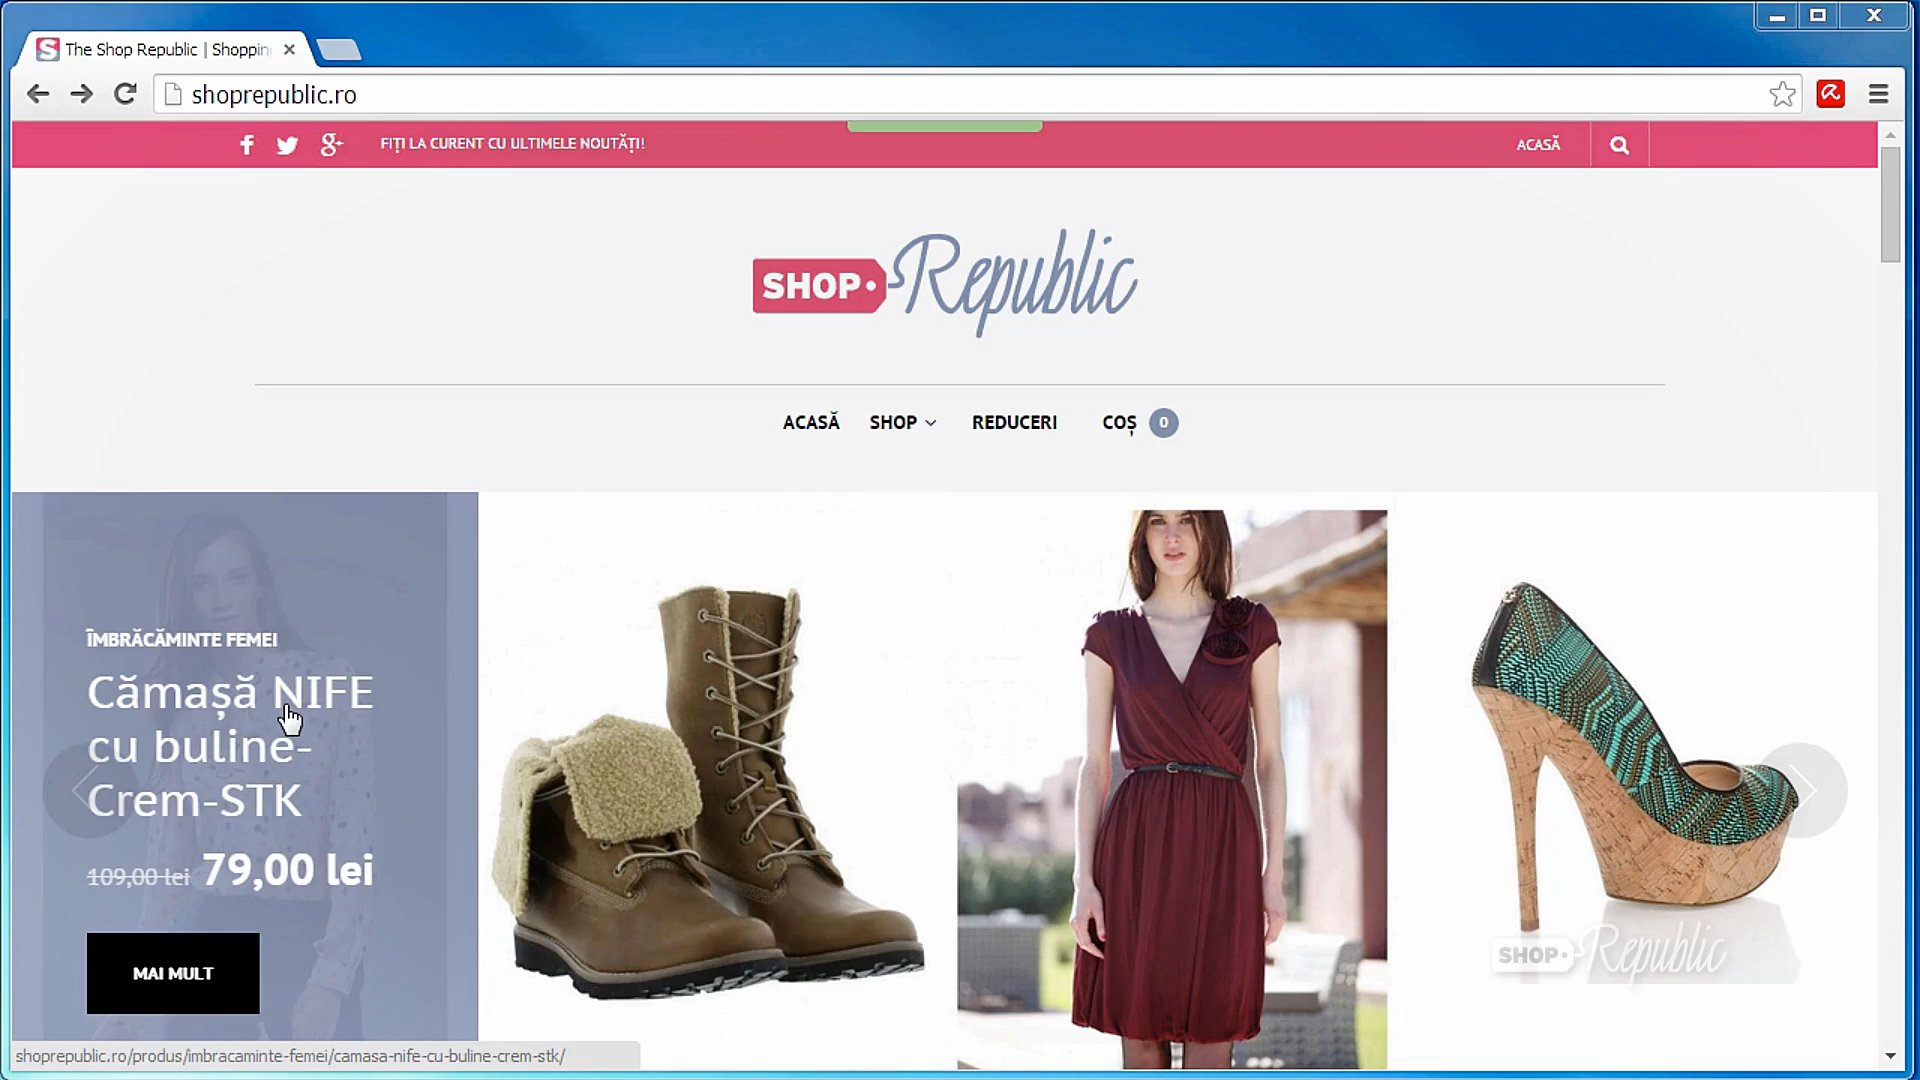 The Shop Republic | Shoppin
shoprepublic.ro
FIȚI LA CURENT CU ULTIMELE NOUTĂȚI!
ACASĂ
SHOP Republic
ACASĂ SHOP REDUCERI COȘ 0
ÎMBRĂCĂMINTE FEMEI
Cămașă NIFE
cu buline-
Crem-STK
109,00 lei 79,00 lei
MAI MULT
SHOP Republic
shoprepublic.ro/produs/imbracaminte-femei/camasa-nife-cu-buline-crem-stk/